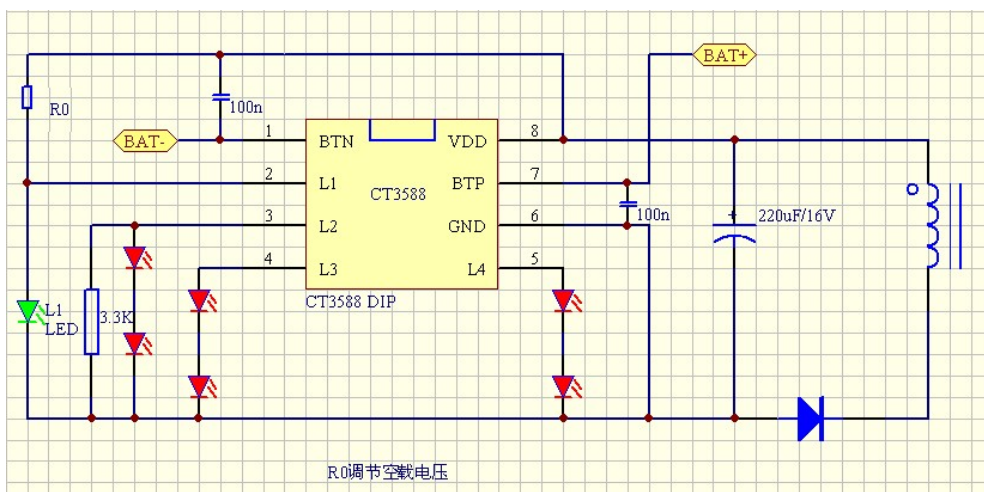 BAT+
R0
100n
BAT-
1
BTN
VDD
8
2
L1
CT3588
BTP
7
100n
3
L2
GND
6
+
220uF/16V
4
L3
L4
5
CT3588 DIP
L1
LED
3.3K
R0调节空载电压